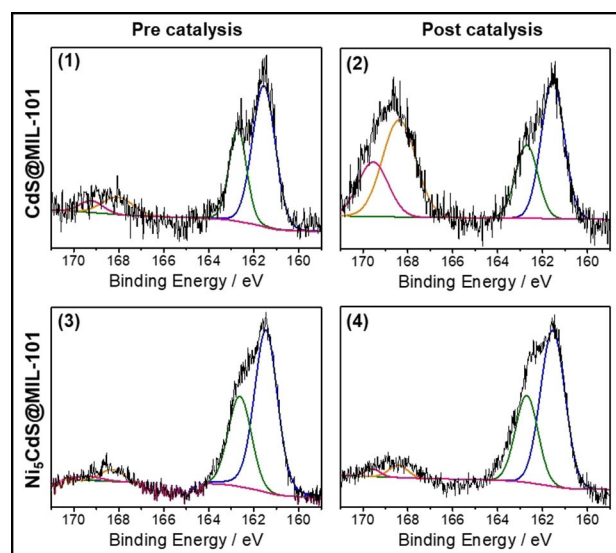 Pre catalysis
Post catalysis
CdS@MIL-101
(1)
(2)
170 168 166 164 162 160
170 168 166 164 162 160
Binding Energy / eV
Binding Energy / eV
Ni₅CdS@MIL-101
(3)
(4)
170 168 166 164 162 160
170 168 166 164 162 160
Binding Energy / eV
Binding Energy / eV